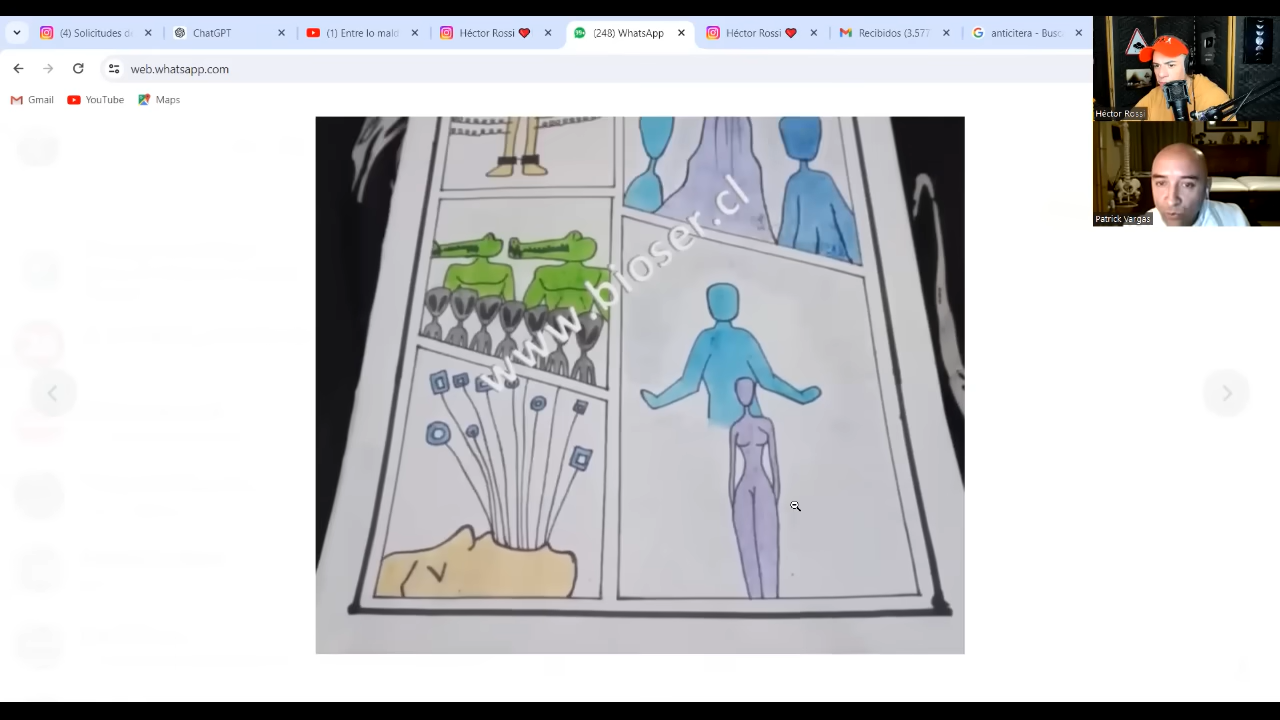 (4) Solicitudes di
ChatGPT
(1) Entre lo mald
Héctor Rossi ❤️
(248) WhatsApp
Héctor Rossi ❤️
Recibidos (3.577
anticitera - Busc
web.whatsapp.com
Gmail
YouTube
Maps
Héctor Rossi
Patrick Vargas
www.bioser.cl